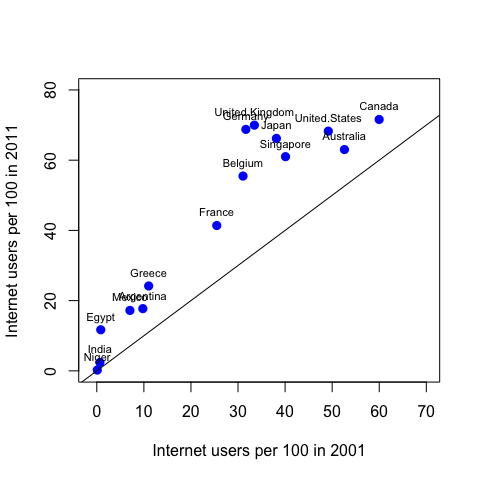 80
60
40
20
0
Internet users per 100 in 2011
Canada
United.Kingdom
Germany
United.States
Japan
Australia
Singapore
Belgium
France
Greece
Mexico
Argentina
Egypt
India
Niger
0 10 20 30 40 50 60 70
Internet users per 100 in 2001